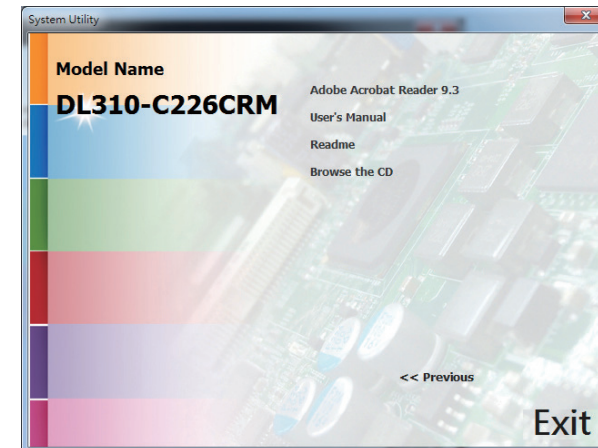 System Utility
Model Name
DL310-C226CRM
Adobe Acrobat Reader 9.3
User's Manual
Readme
Browse the CD
<< Previous
Exit